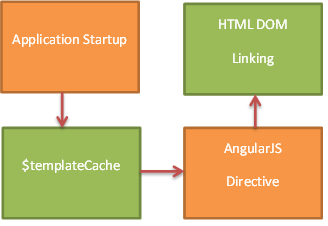 Application Startup
$templateCache
AngularJS
Directive
HTML DOM
Linking